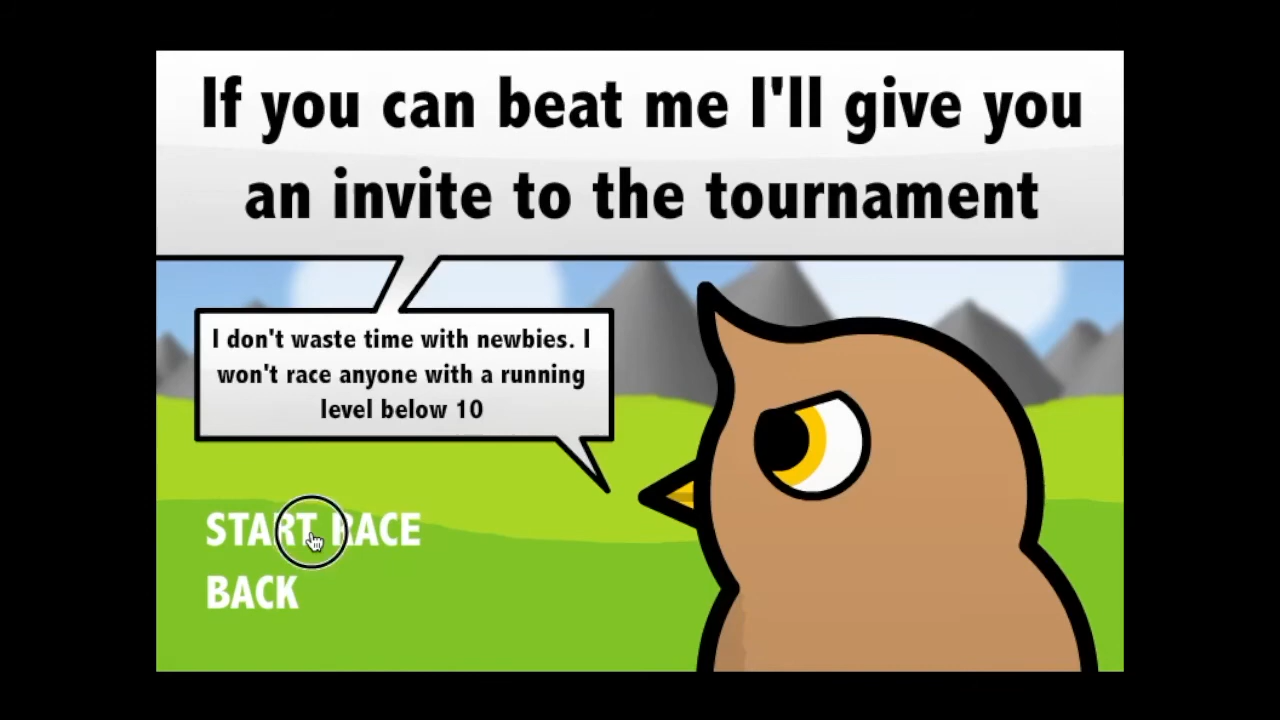 If you can beat me I'll give you
an invite to the tournament
I don't waste time with newbies. I
won't race anyone with a running
level below 10
START RACE
BACK